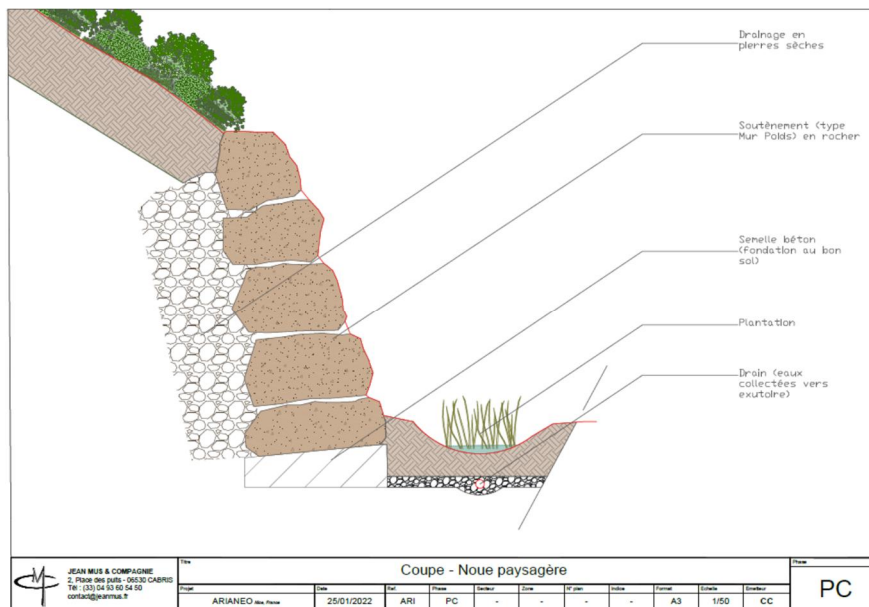 Drainage en
pierres sèches
Soutènement (type
Mur Poids) en rocher
Semelle béton
(fondation au bon
sol)
Plantation
Drain (eaux
collectées vers
exutoire)
JEAN MUS & COMPAGNIE
2, Place des puits - 06530 CABRIS
Tél : (33) 04 93 60 54 50
contact@jeanmus.fr
Titre
Coupe - Noue paysagère
Phase
PC
Projet Date Réf. Phase Secteur Zone N° plan Indice Format Echelle Emetteur
ARIANEO Nice, France 25/01/2022 ARI PC - - - - A3 1/50 CC